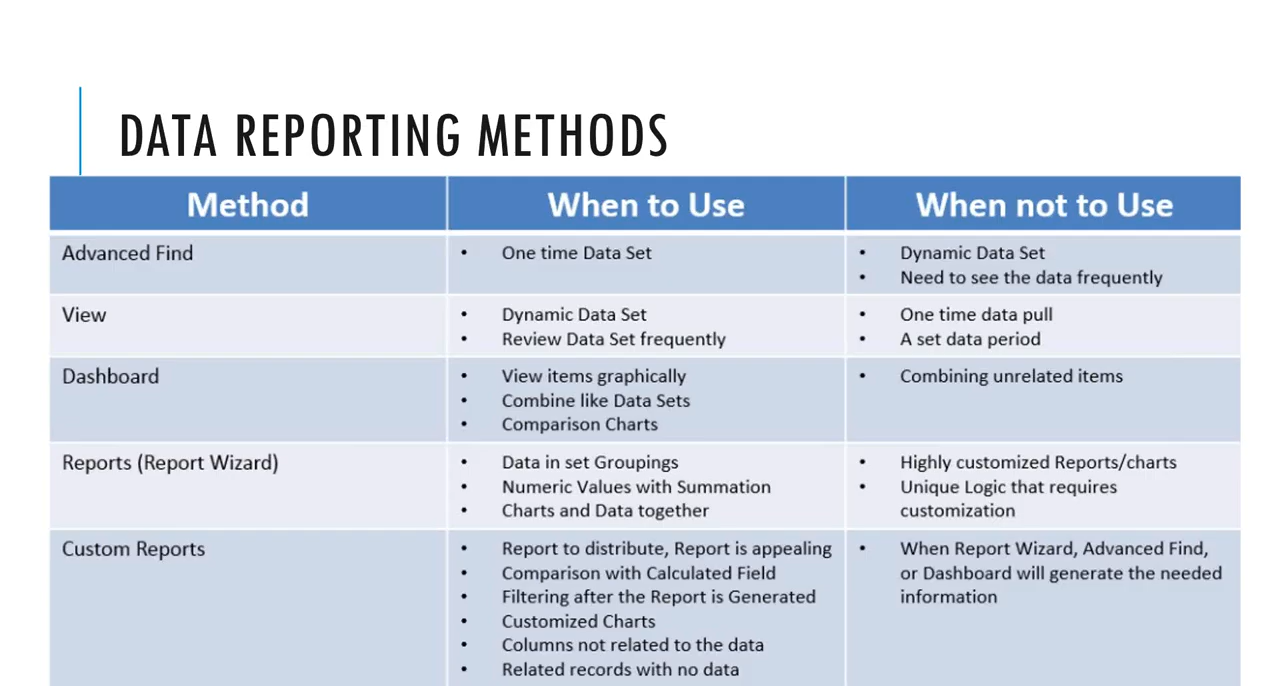 DATA REPORTING METHODS
Method When to Use When not to Use
Advanced Find
• One time Data Set
• Dynamic Data Set
• Need to see the data frequently
View
• Dynamic Data Set
• Review Data Set frequently
• One time data pull
• A set data period
Dashboard
• View items graphically
• Combine like Data Sets
• Comparison Charts
• Combining unrelated items
Reports (Report Wizard)
• Data in set Groupings
• Numeric Values with Summation
• Charts and Data together
• Highly customized Reports/charts
• Unique Logic that requires
customization
Custom Reports
• Report to distribute, Report is appealing
• Comparison with Calculated Field
• Filtering after the Report is Generated
• Customized Charts
• Columns not related to the data
• Related records with no data
• When Report Wizard, Advanced Find,
or Dashboard will generate the needed
information